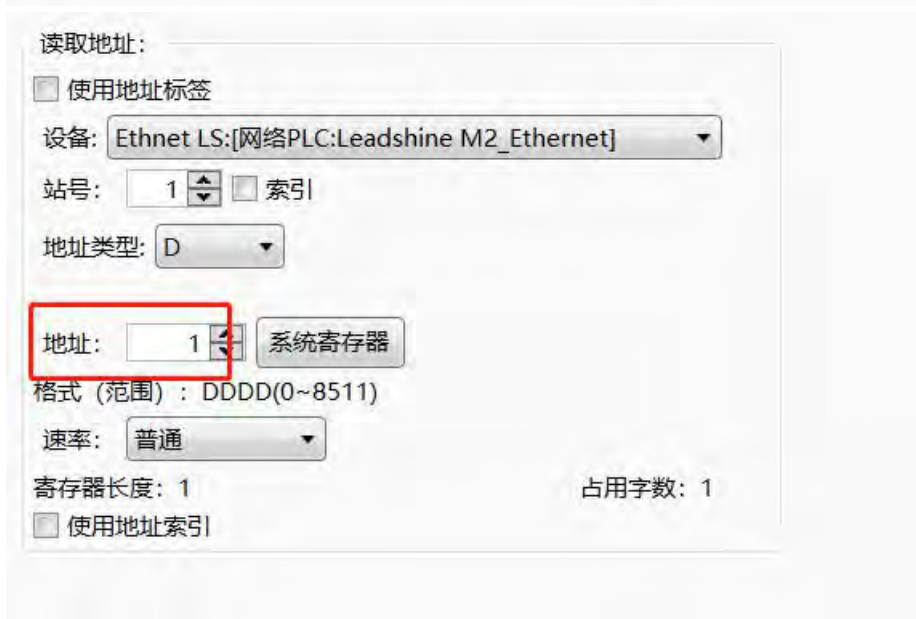 读取地址：
使用地址标签
设备: Ethnet LS:[网络PLC:Leadshine M2_Ethernet]
站号： 1 索引
地址类型: D
地址： 1 系统寄存器
格式（范围）：DDDD(0~8511)
速率： 普通
寄存器长度：1 占用字数：1
使用地址索引